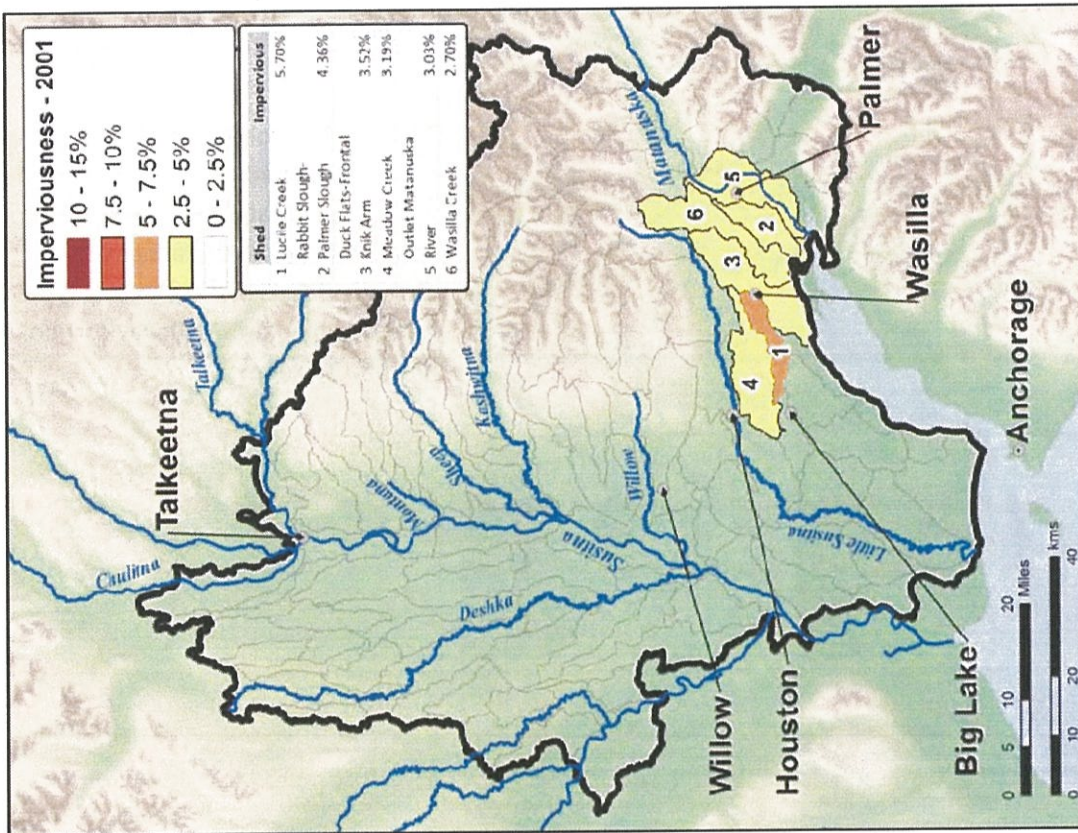 Imperviousness - 2001
10 - 15%
7.5 - 10%
5 - 7.5%
2.5 - 5%
0 - 2.5%
Shed Impervious
1 Lucile Creek 5.70%
Rabbit Slough-
2 Palmer Slough 4.36%
Duck Flats-Frontal
3 Knik Arm 3.52%
4 Meadow Creek 3.19%
Outlet Matanuska
5 River 3.03%
6 Wasilla Creek 2.70%
Talkeetna
Talkeetna
Chulitna
Kashwitna
Sheep
Montana
Willow
Susitna
Deshka
Little Susitna
Matanuska
Palmer
Wasilla
Anchorage
Willow
Houston
Big Lake
1
2
3
4
5
6
0 5 10 20 Miles
0 10 20 40 kms